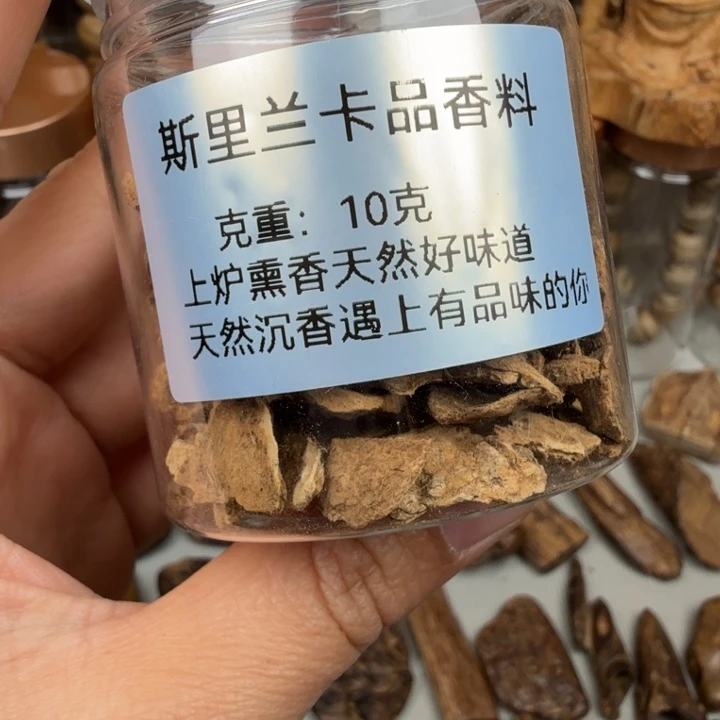 斯里兰卡品香料
克重：10克
上炉熏香天然好味道
天然沉香遇上有品味的你